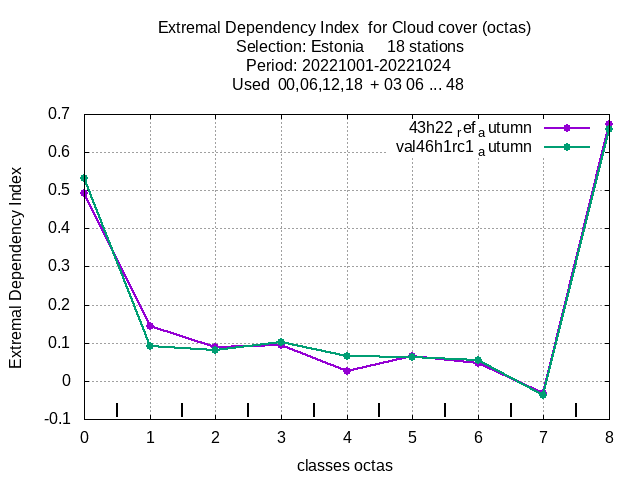 Extremal Dependency Index  for Cloud cover (octas)
Selection: Estonia     18 stations
Period: 20221001-20221024
Used  00,06,12,18  + 03 06 ... 48
0.7
0.6
0.5
0.4
0.3
0.2
0.1
0
-0.1
Extremal Dependency Index
43h22 ref a utumn
val46h1rc1 a utumn
0 1 2 3 4 5 6 7 8
classes octas